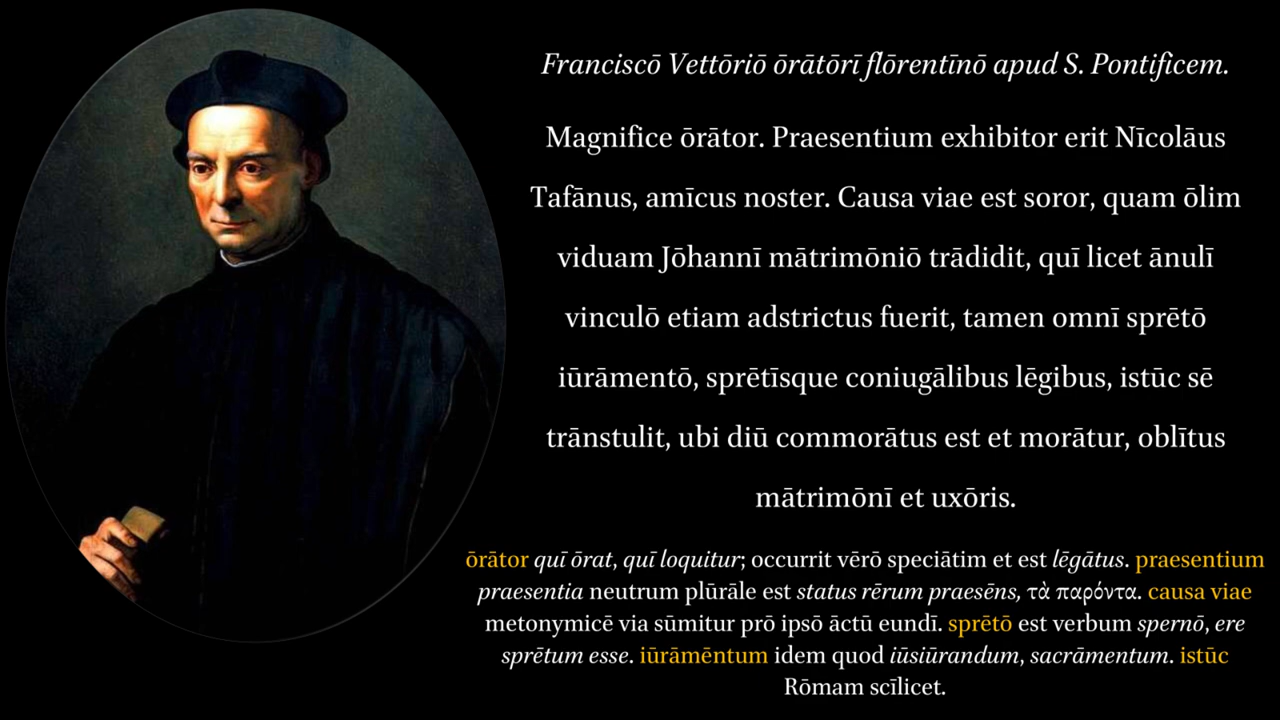 Franciscō Vettōriō ōrātōrī flōrentīnō apud S. Pontificem.
Magnifice ōrātor. Praesentium exhibitor erit Nīcolāus
Tafānus, amīcus noster. Causa viae est soror, quam ōlim
viduam Jōhannī mātrimōniō trādidit, quī licet ānulī
vinculō etiam adstrictus fuerit, tamen omnī sprētō
iūrāmentō, sprētīsque coniugālibus lēgibus, istūc sē
trānstulit, ubi diū commorātus est et morātur, oblītus
mātrimōnī et uxōris.
ōrātor quī ōrat, quī loquitur; occurrit vērō speciātim et est lēgātus. praesentium
praesentia neutrum plūrāle est status rērum praesēns, τὰ παρόντα. causa viae
metonymicē via sūmitur prō ipsō āctū eundī. sprētō est verbum spernō, ere
sprētum esse. iūrāmēntum idem quod iūsiūrandum, sacrāmentum. istūc
Rōmam scīlicet.